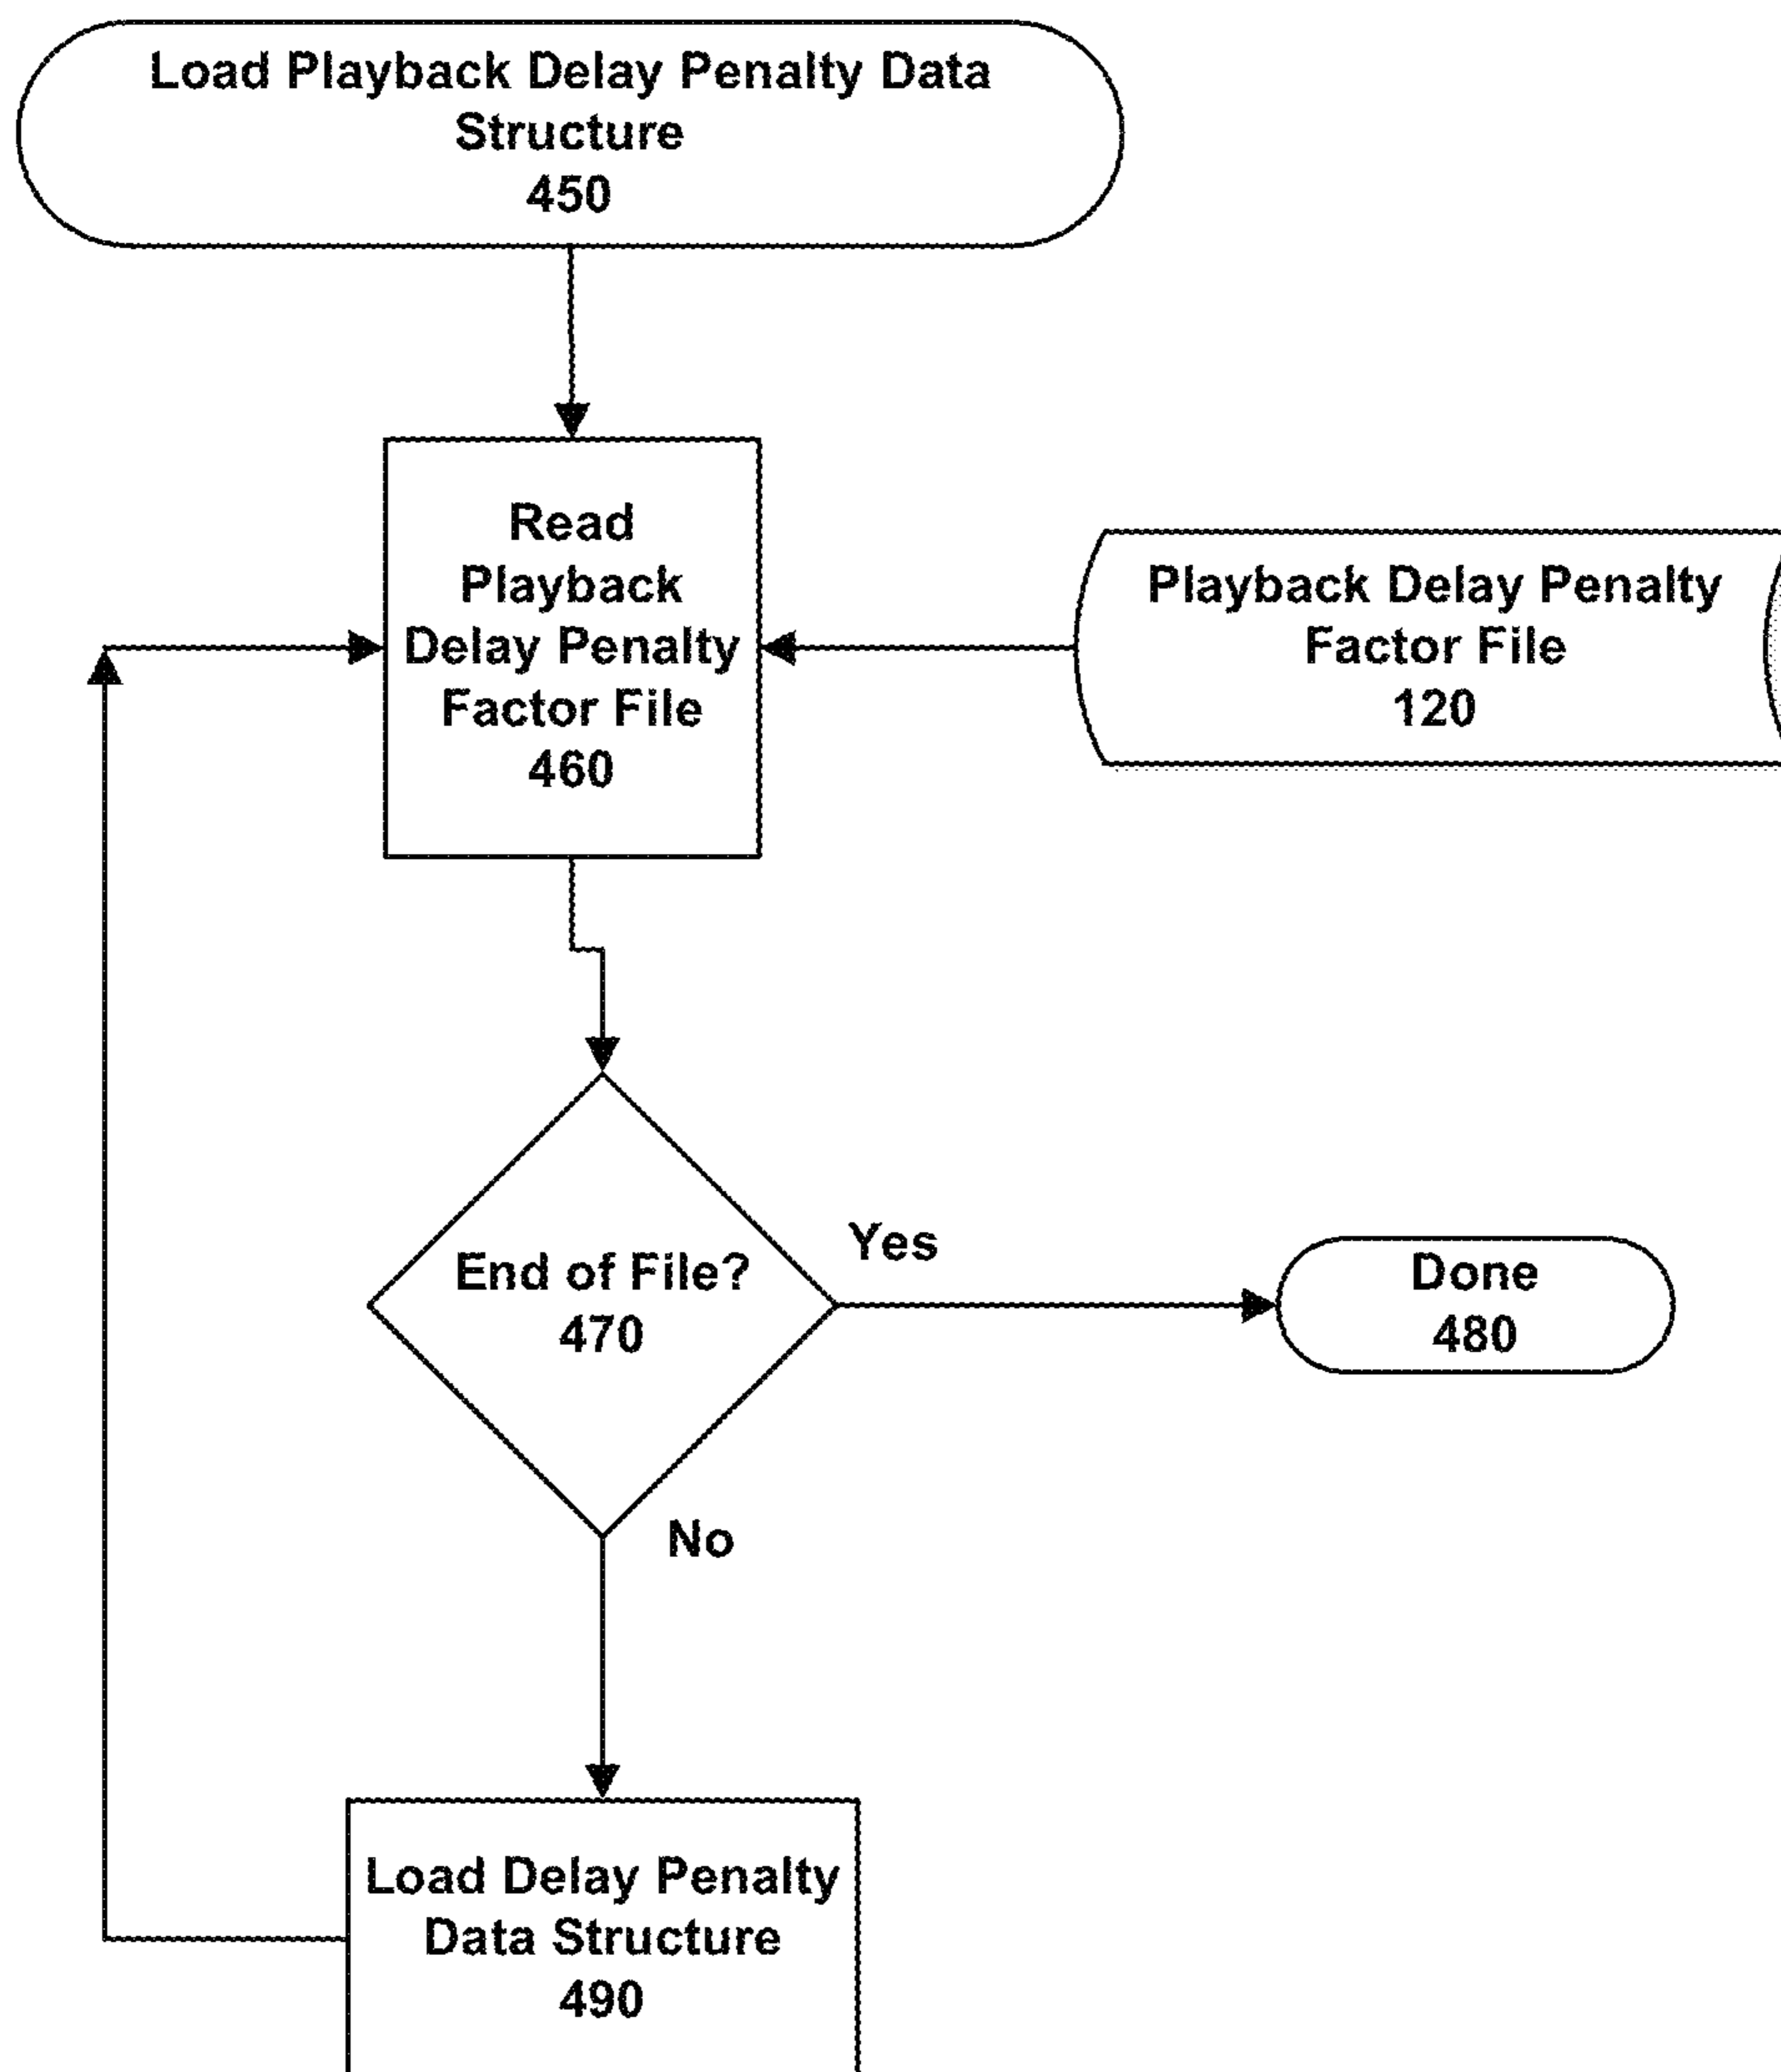 Load Playback Delay Penalty Data
Structure
450
Read
Playback
Delay Penalty
Factor File
460
Playback Delay Penalty
Factor File
120
End of File?
470
Yes
Done
480
No
Load Delay Penalty
Data Structure
490